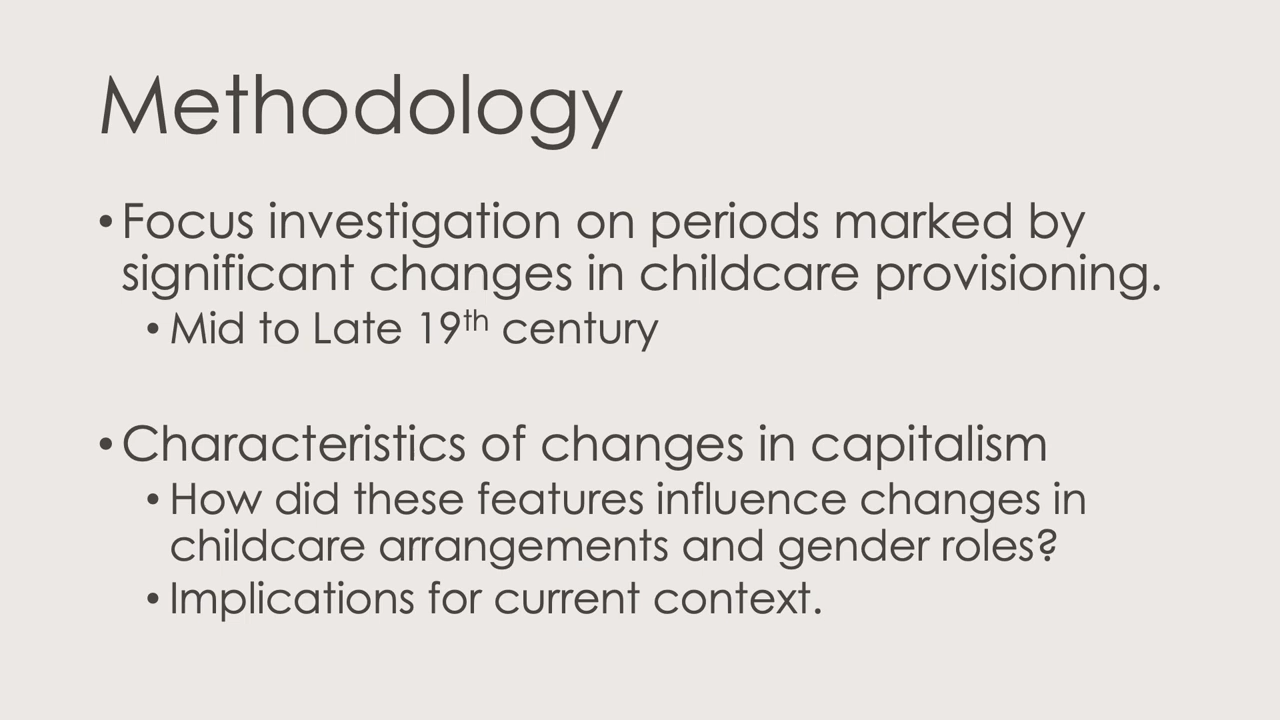 Methodology
• Focus investigation on periods marked by
significant changes in childcare provisioning.
• Mid to Late 19th century
• Characteristics of changes in capitalism
• How did these features influence changes in
childcare arrangements and gender roles?
• Implications for current context.